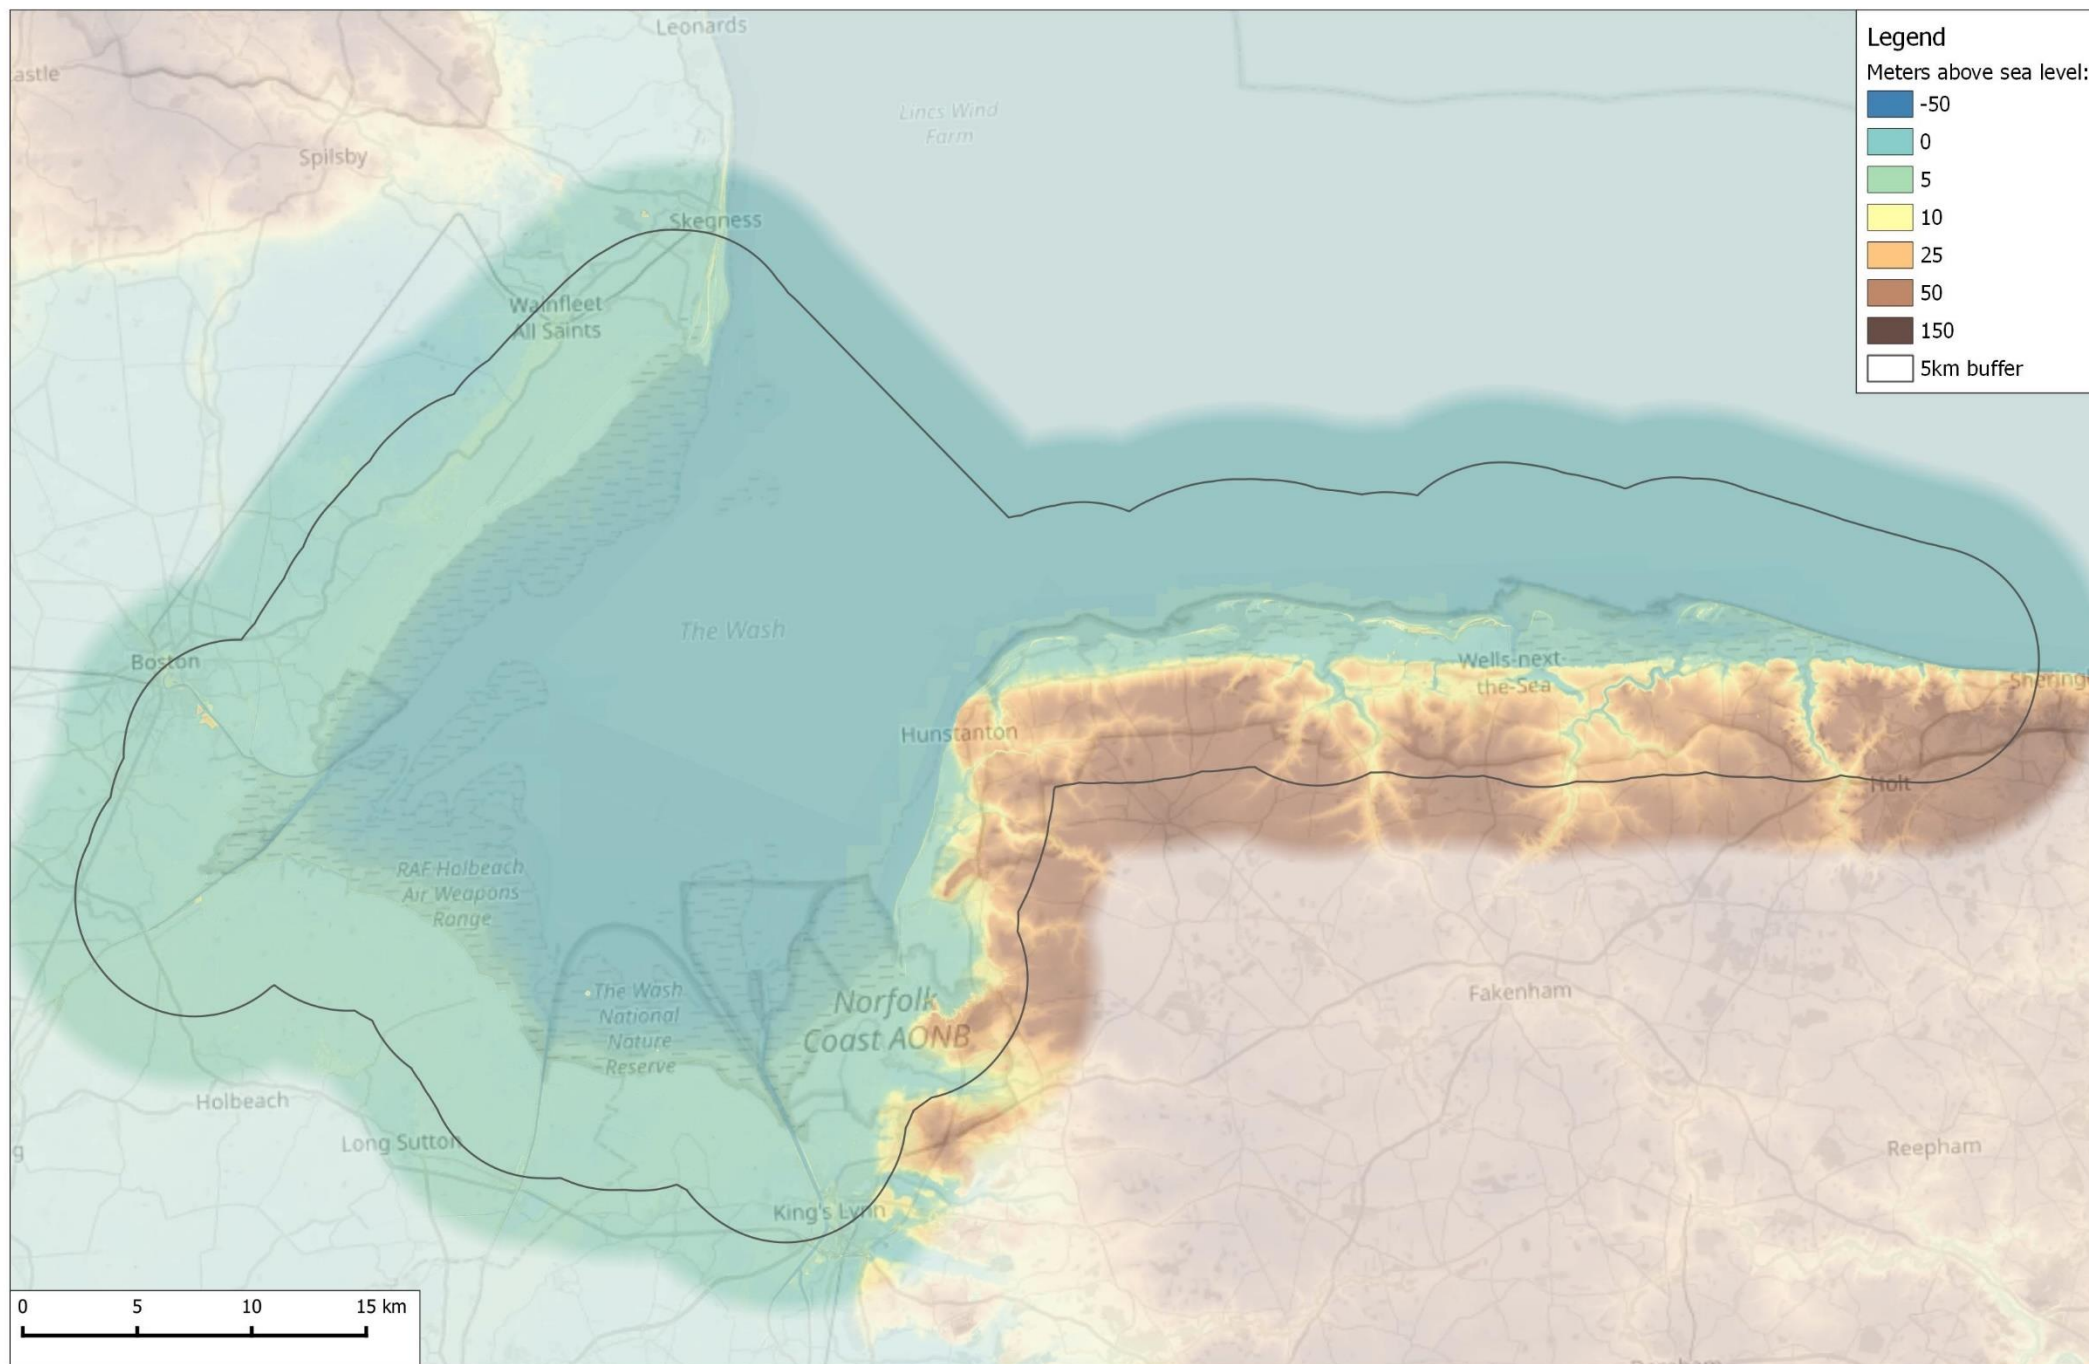 Leonards
astle
Lincs Wind
Farm
Spilsby
Skegness
Wainfleet
All Saints
The Wash
Boston
Wells-next-
the-Sea
Sheringh
Hunstanton
Holt
RAF Holbeach
Air Weapons
Range
The Wash
National
Nature
Reserve
Norfolk
Coast AONB
Fakenham
Holbeach
Long Sutton
g
Reepham
King's Lynn
Legend
Meters above sea level:
-50
0
5
10
25
50
150
5km buffer
0 5 10 15 km